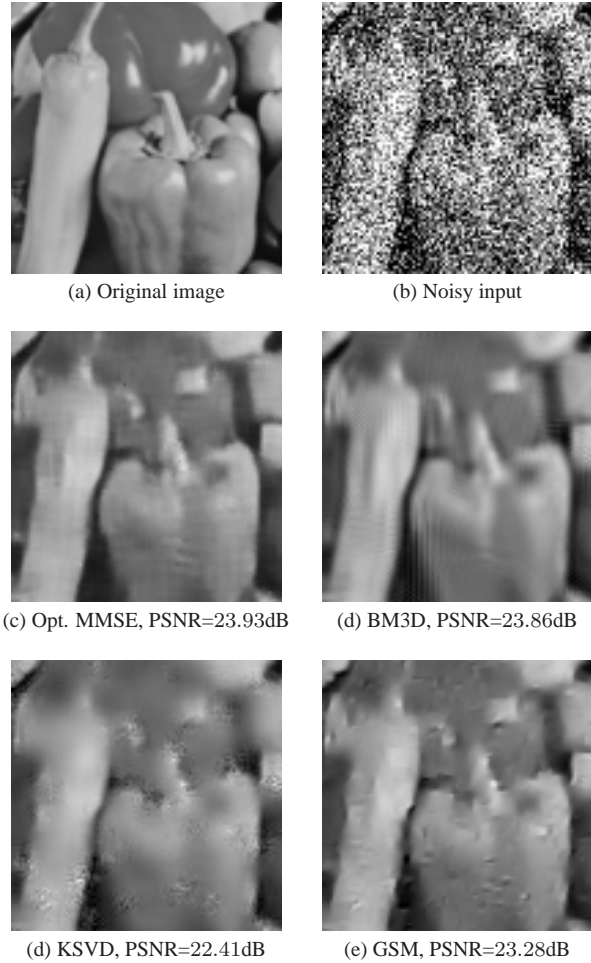 (a) Original image
(b) Noisy input
(c) Opt. MMSE, PSNR=23.93dB
(d) BM3D, PSNR=23.86dB
(d) KSVD, PSNR=22.41dB
(e) GSM, PSNR=23.28dB